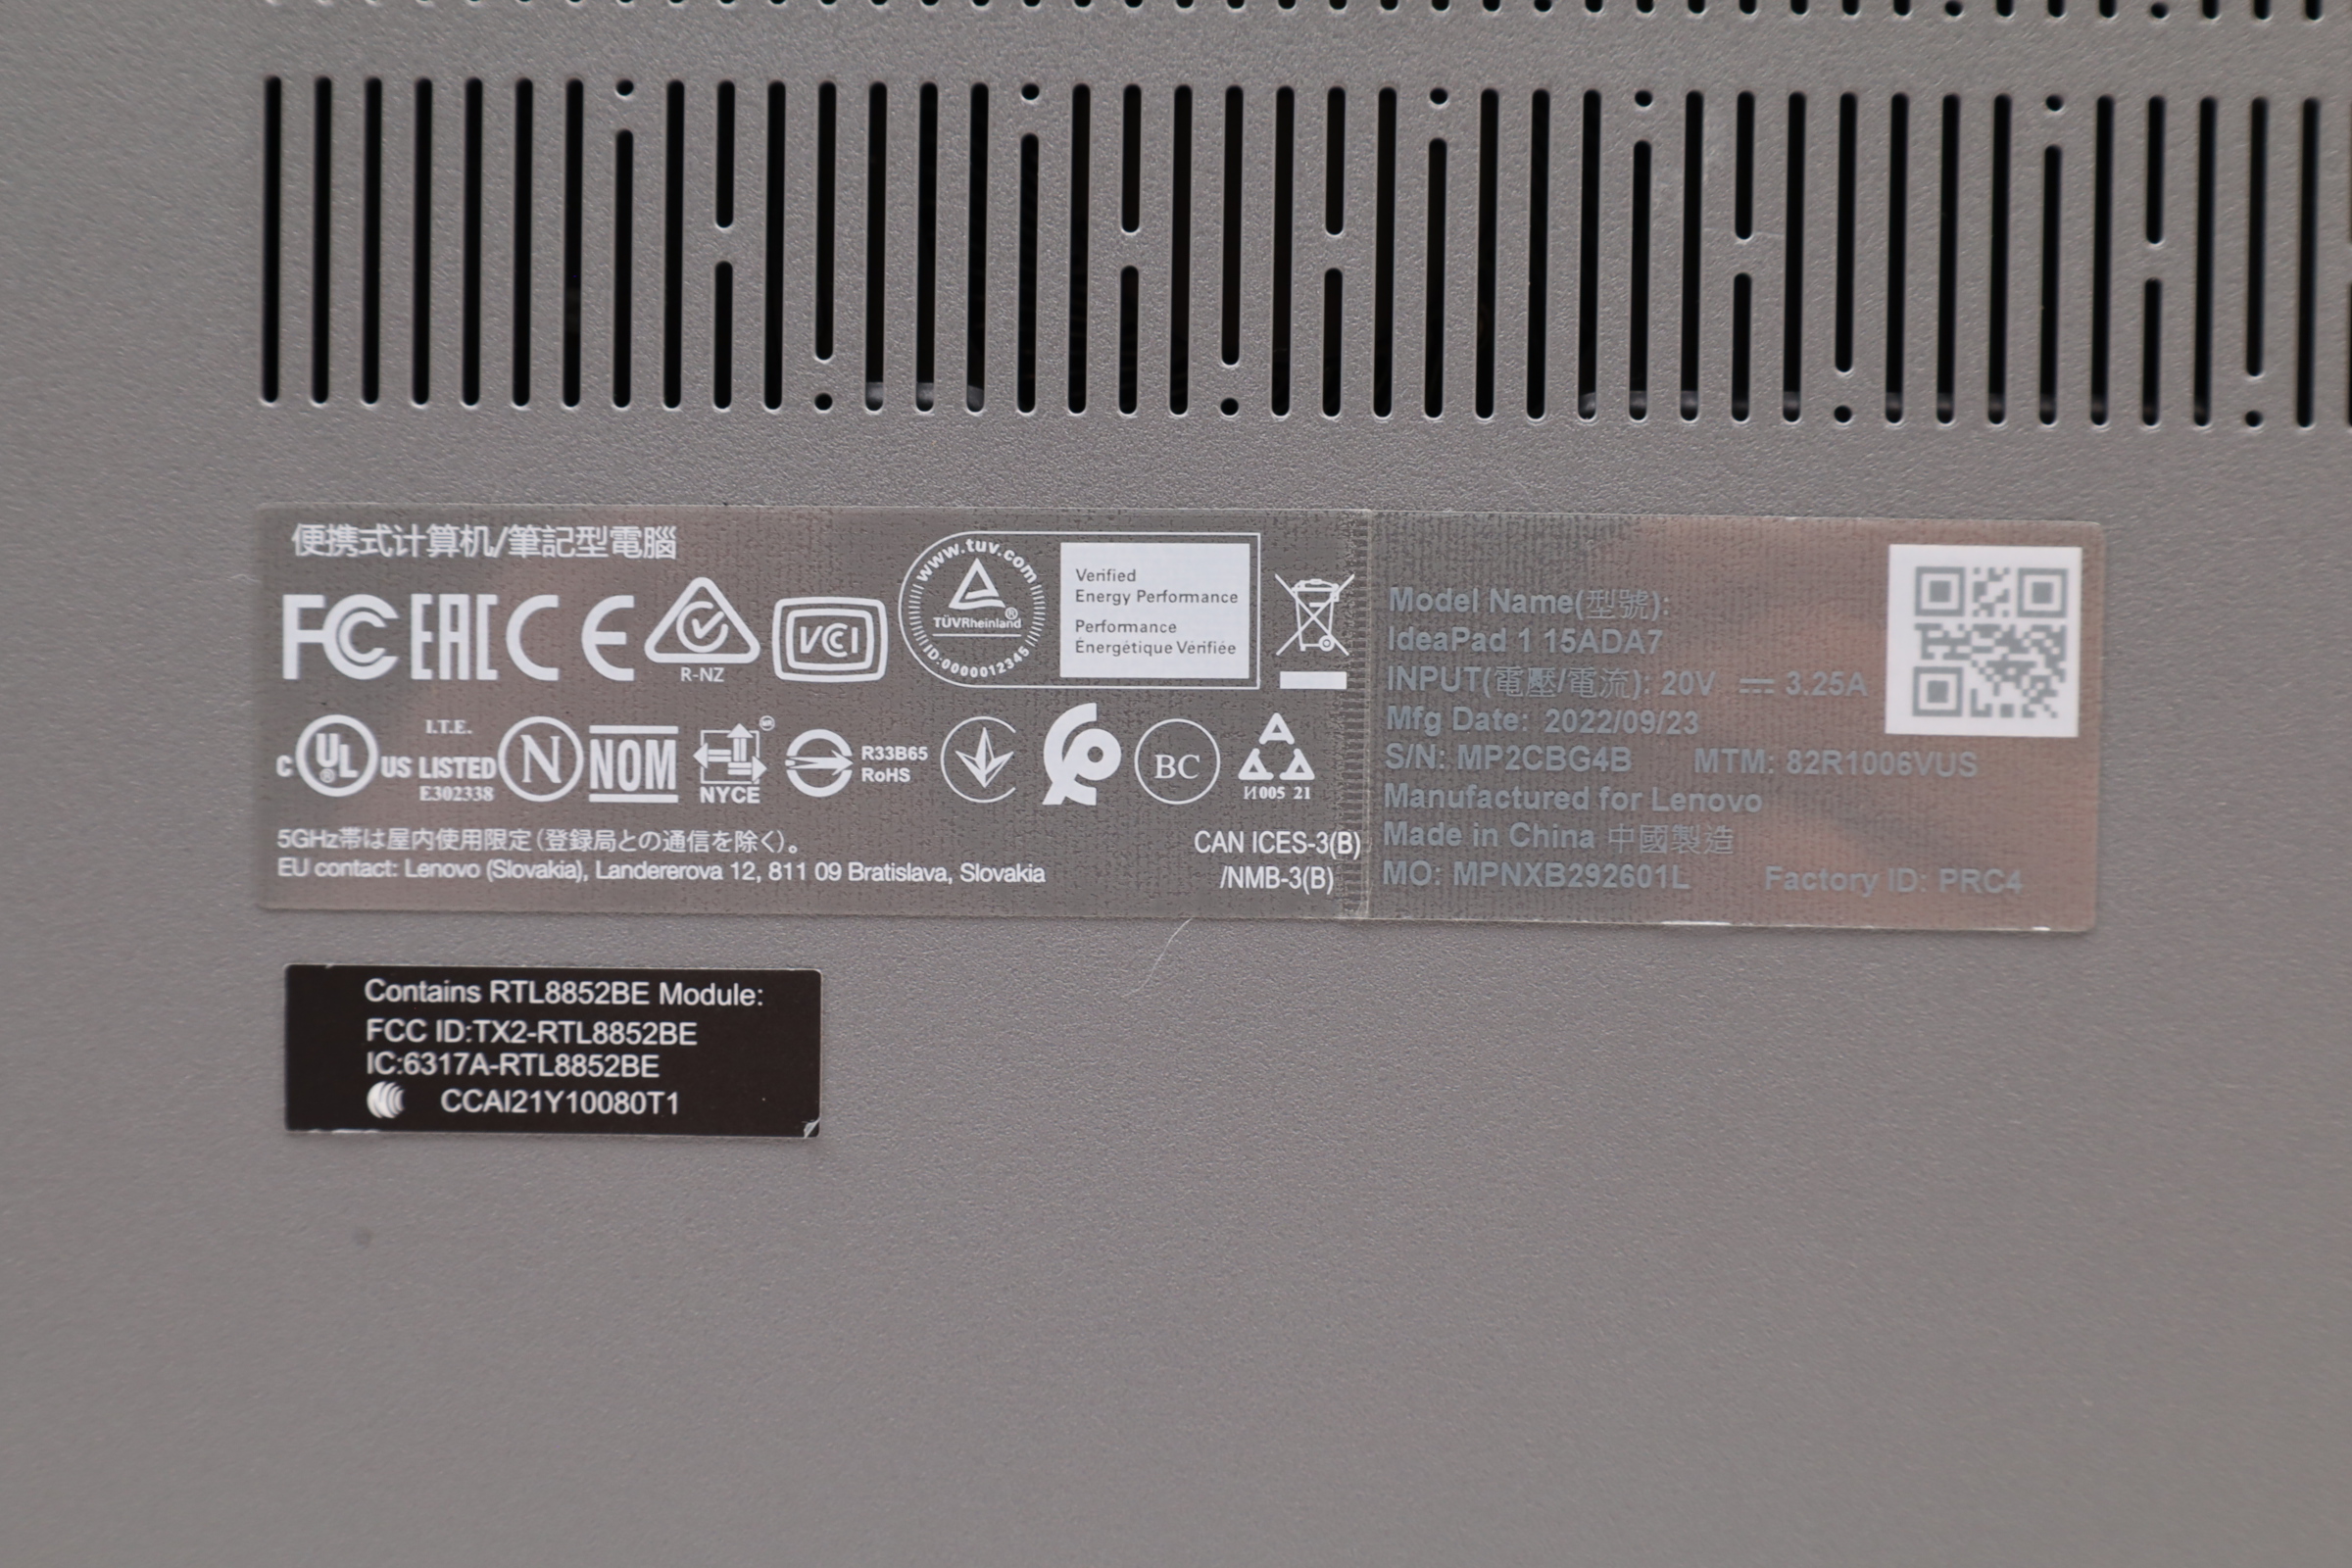 便携式计算机/筆記型電腦
FC EAC CE R-NZ VCI
www.tuv.com
TÜVRheinland®
ID:0000012345
Verified
Energy Performance
Performance
Énergétique Vérifiée
C UL® US I.T.E. LISTED E302338
N
NOM
NYCE
R33B65
RoHS
BC
И005 21
5GHz帯は屋内使用限定(登録局との通信を除く)。
EU contact: Lenovo (Slovakia), Landererova 12, 811 09 Bratislava, Slovakia
CAN ICES-3(B)
/NMB-3(B)
Model Name(型號):
IdeaPad 1 15ADA7
INPUT(電壓/電流): 20V ⎓ 3.25A
Mfg Date: 2022/09/23
S/N: MP2CBG4B MTM: 82R1006VUS
Manufactured for Lenovo
Made in China 中國製造
MO: MPNXB292601L Factory ID: PRC4
Contains RTL8852BE Module:
FCC ID:TX2-RTL8852BE
IC:6317A-RTL8852BE
CCAI21Y10080T1